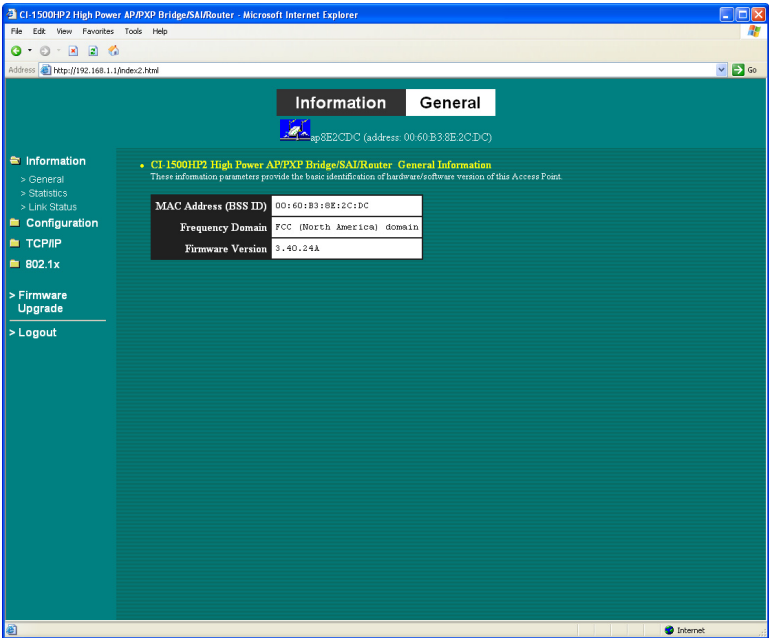 CI-1500HP2 High Power AP/PXP Bridge/SAI/Router - Microsoft Internet Explorer
File Edit View Favorites Tools Help
Address http://192.168.1.1/index2.html Go
Information General
ap8E2CDC (address: 00:60:B3:8E:2C:DC)
Information
> General
> Statistics
> Link Status
Configuration
TCP/IP
802.1x
> Firmware
Upgrade
> Logout
• CI-1500HP2 High Power AP/PXP Bridge/SAI/Router General Information
These information parameters provide the basic identification of hardware/software version of this Access Point.
MAC Address (BSS ID) 00:60:B3:8E:2C:DC
Frequency Domain FCC (North America) domain
Firmware Version 3.40.24A
Internet